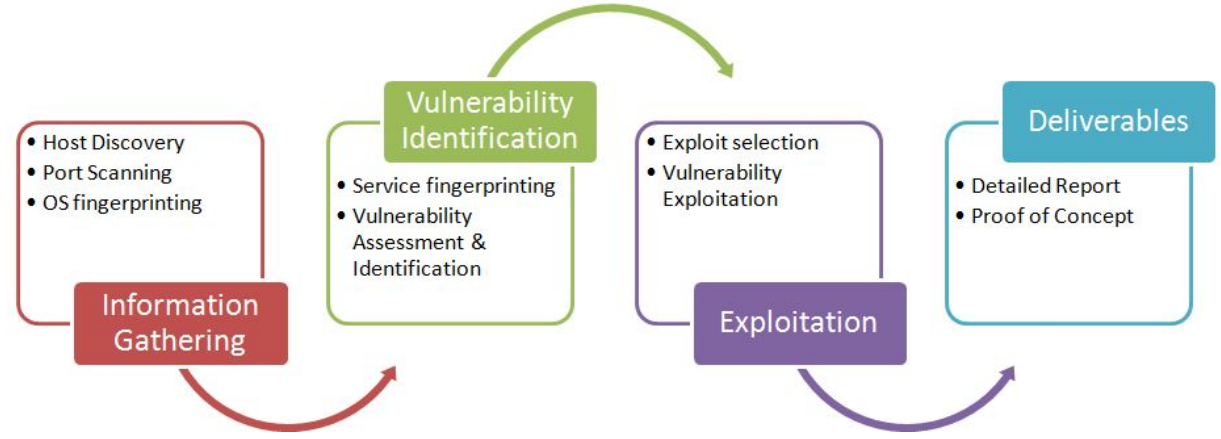 • Host Discovery
• Port Scanning
• OS fingerprinting
Information
Gathering
Vulnerability
Identification
• Service fingerprinting
• Vulnerability
Assessment &
Identification
• Exploit selection
• Vulnerability
Exploitation
Exploitation
Deliverables
• Detailed Report
• Proof of Concept